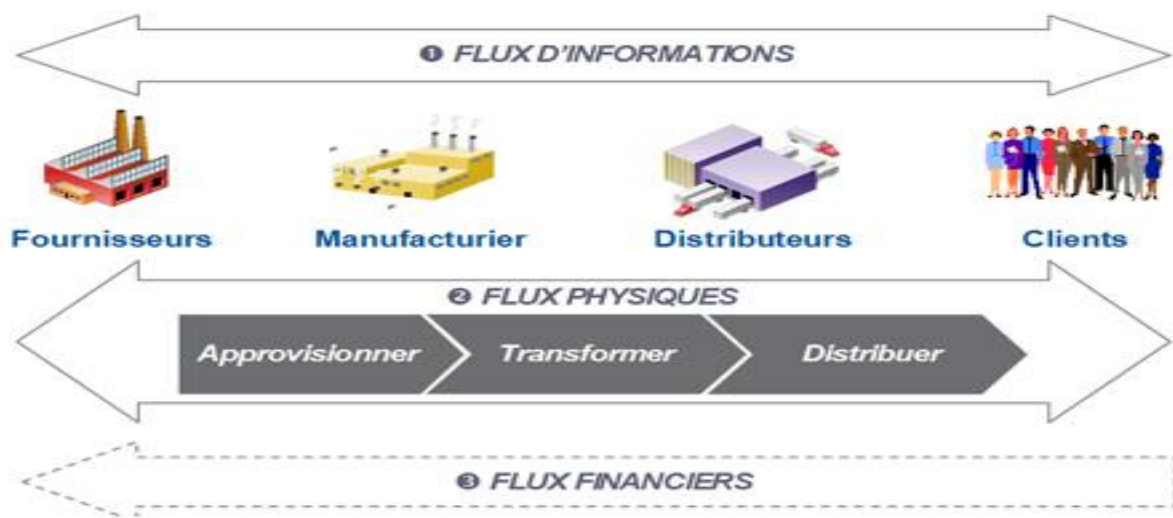 ❶ FLUX D'INFORMATIONS
Fournisseurs Manufacturier Distributeurs Clients
❷ FLUX PHYSIQUES
Approvisionner Transformer Distribuer
❸ FLUX FINANCIERS